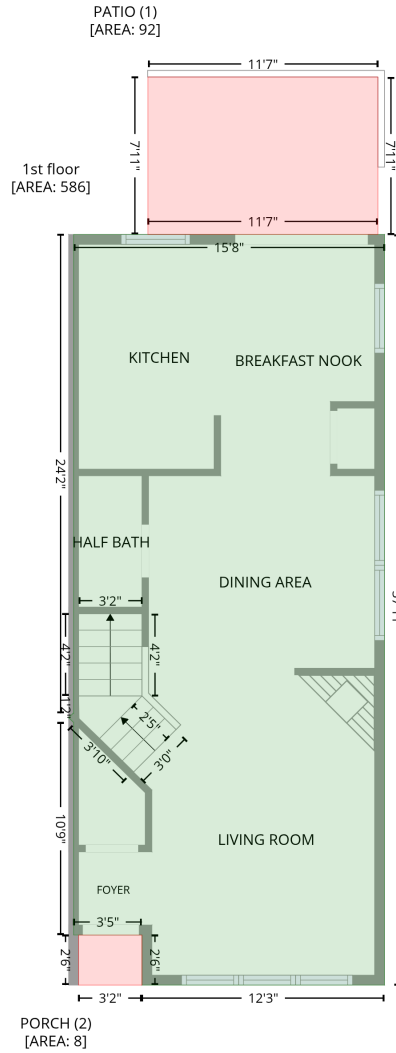 PATIO (1)
[AREA: 92]
11'7"
7'11"
7'11"
1st floor
[AREA: 586]
11'7"
15'8"
KITCHEN
BREAKFAST NOOK
24'2"
HALF BATH
DINING AREA
3'2"
4'2"
4'2"
1'2"
2'5"
3'10"
3'0"
10'9"
LIVING ROOM
FOYER
3'5"
2'6"
2'6"
3'2"
12'3"
PORCH (2)
[AREA: 8]